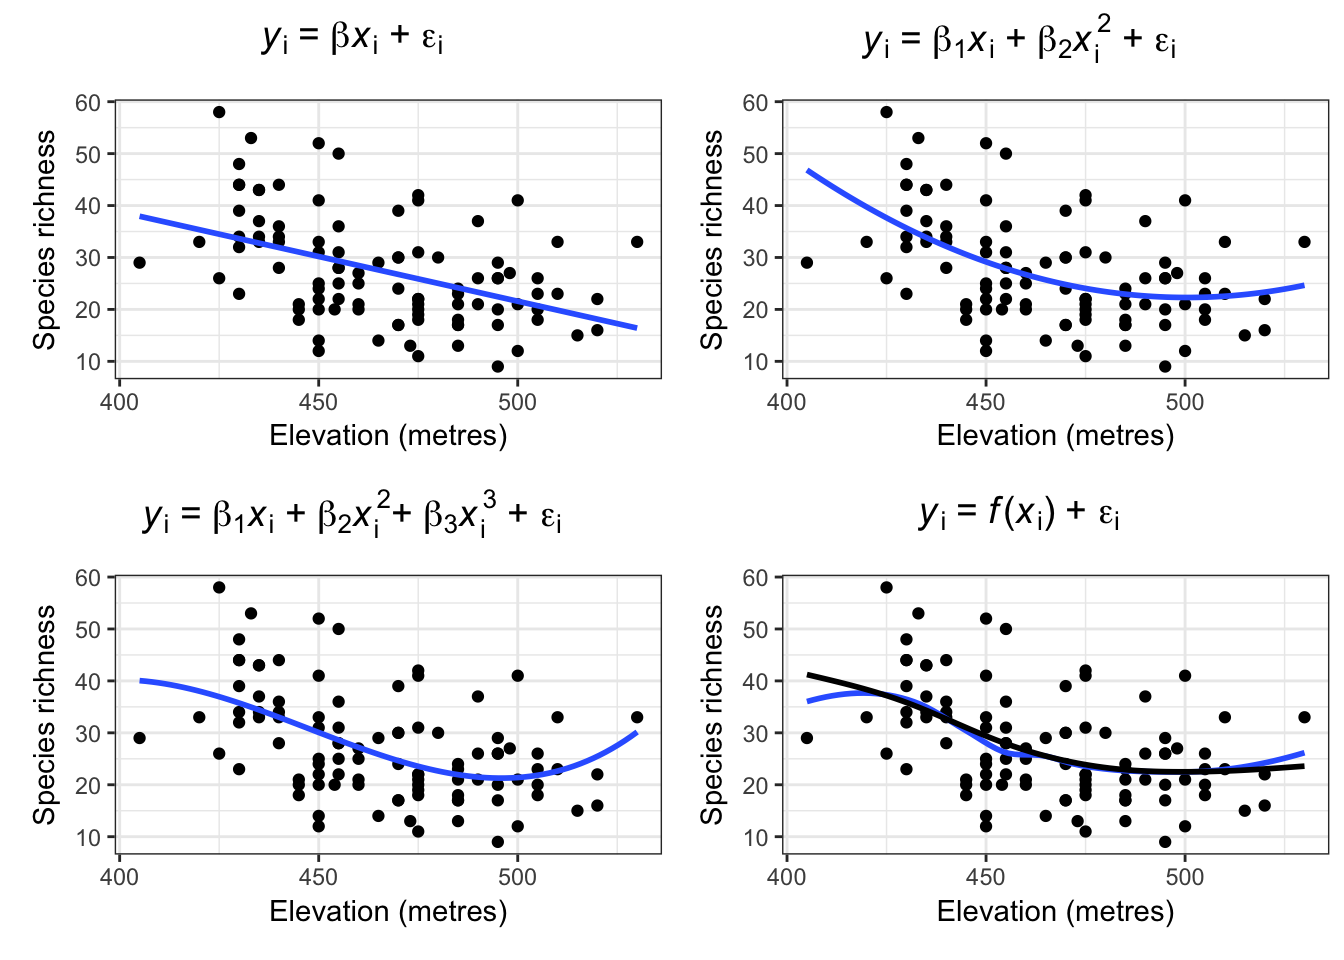 yᵢ = βxᵢ + εᵢ
60
50
40
30
20
10
Species richness
400 450 500
Elevation (metres)
yᵢ = β₁xᵢ + β₂xᵢ² + εᵢ
60
50
40
30
20
10
Species richness
400 450 500
Elevation (metres)
yᵢ = β₁xᵢ + β₂xᵢ²+ β₃xᵢ³ + εᵢ
60
50
40
30
20
10
Species richness
400 450 500
Elevation (metres)
yᵢ = f(xᵢ) + εᵢ
60
50
40
30
20
10
Species richness
400 450 500
Elevation (metres)